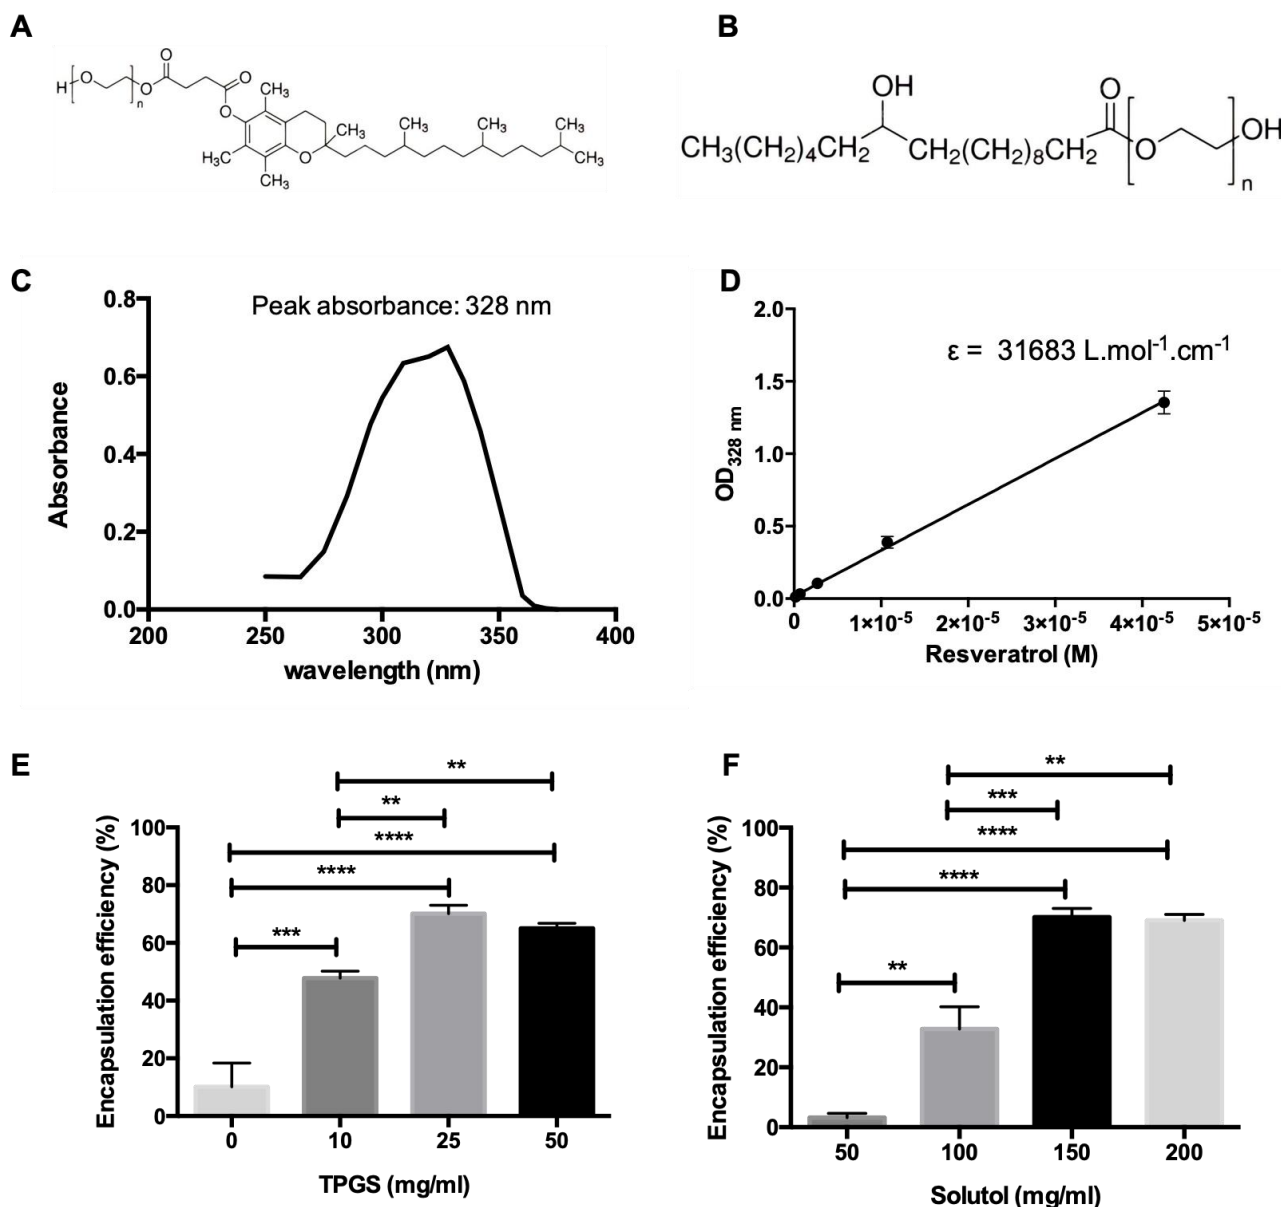 A
B
H
O
n
O
O
O
O
CH₃
H₃C
CH₃
O
CH₃
CH₃
CH₃
CH₃
CH₃
OH
CH₃(CH₂)₄CH₂
CH₂(CH₂)₈CH₂
O
O
n
OH
C
Peak absorbance: 328 nm
Absorbance
0.8
0.6
0.4
0.2
0.0
200 250 300 350 400
wavelength (nm)
D
ε = 31683 L.mol⁻¹.cm⁻¹
OD₃₂₈ ₙₘ
2.0
1.5
1.0
0.5
0.0
0 1×10⁻⁵ 2×10⁻⁵ 3×10⁻⁵ 4×10⁻⁵ 5×10⁻⁵
Resveratrol (M)
E
**
**
****
****
***
Encapsulation efficiency (%)
100
80
60
40
20
0
0 10 25 50
TPGS (mg/ml)
F
**
***
****
****
**
Encapsulation efficiency (%)
100
80
60
40
20
0
50 100 150 200
Solutol (mg/ml)